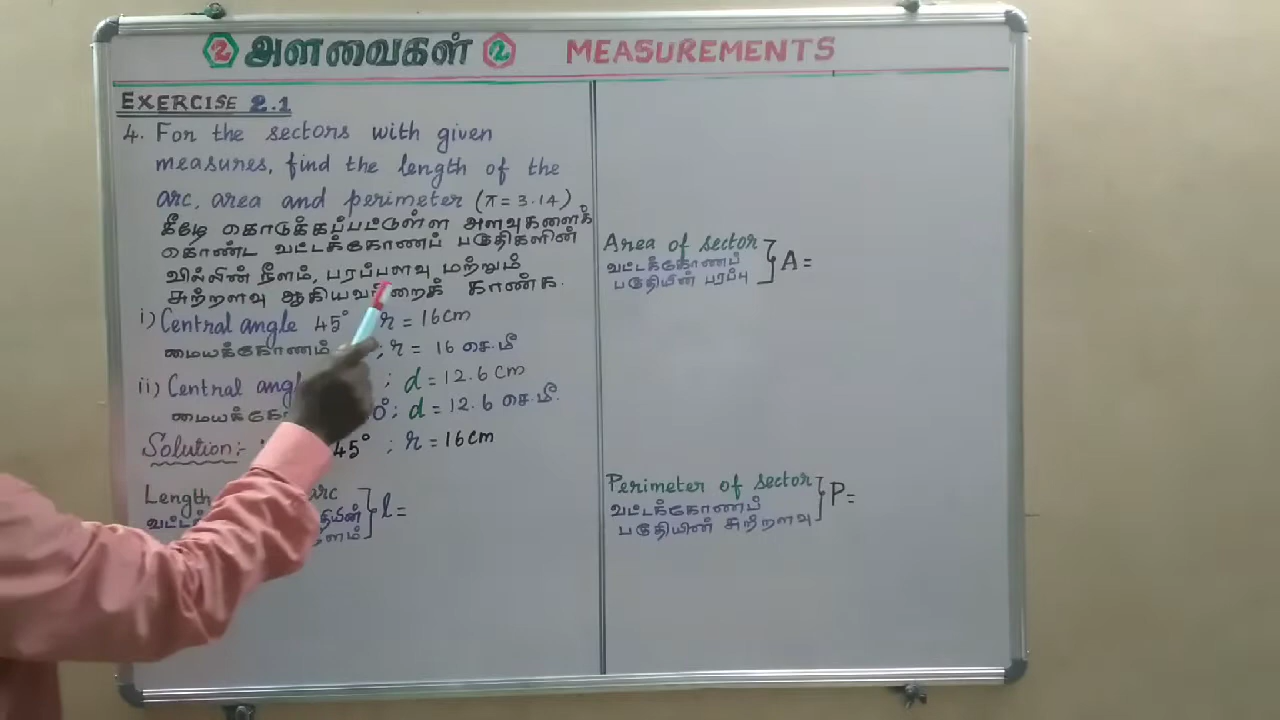 2 அளவைகள் 2 MEASUREMENTS
EXERCISE 2.1
4. For the sectors with given
measures, find the length of the
arc, area and perimeter (π = 3.14)
கீழே கொடுக்கப்பட்டுள்ள அளவுகளைக்
கொண்ட வட்டக்கோணப் பகுதிகளின்
வில்லின் நீளம், பரப்பளவு மற்றும்
சுற்றளவு ஆகியவற்றைக் காண்க.
i) Central angle 45° r = 16cm
மையக்கோணம் ; r = 16 செ.மீ
ii) Central ; d = 12.6 cm
0°; d = 12.6 செ.மீ.
Solution:- 45° ; r = 16cm
Length arc
l =
Area of sector
வட்டக்கோணப்
பகுதியின் பரப்பு
A =
Perimeter of sector
வட்டக்கோணப்
பகுதியின் சுற்றளவு
P =